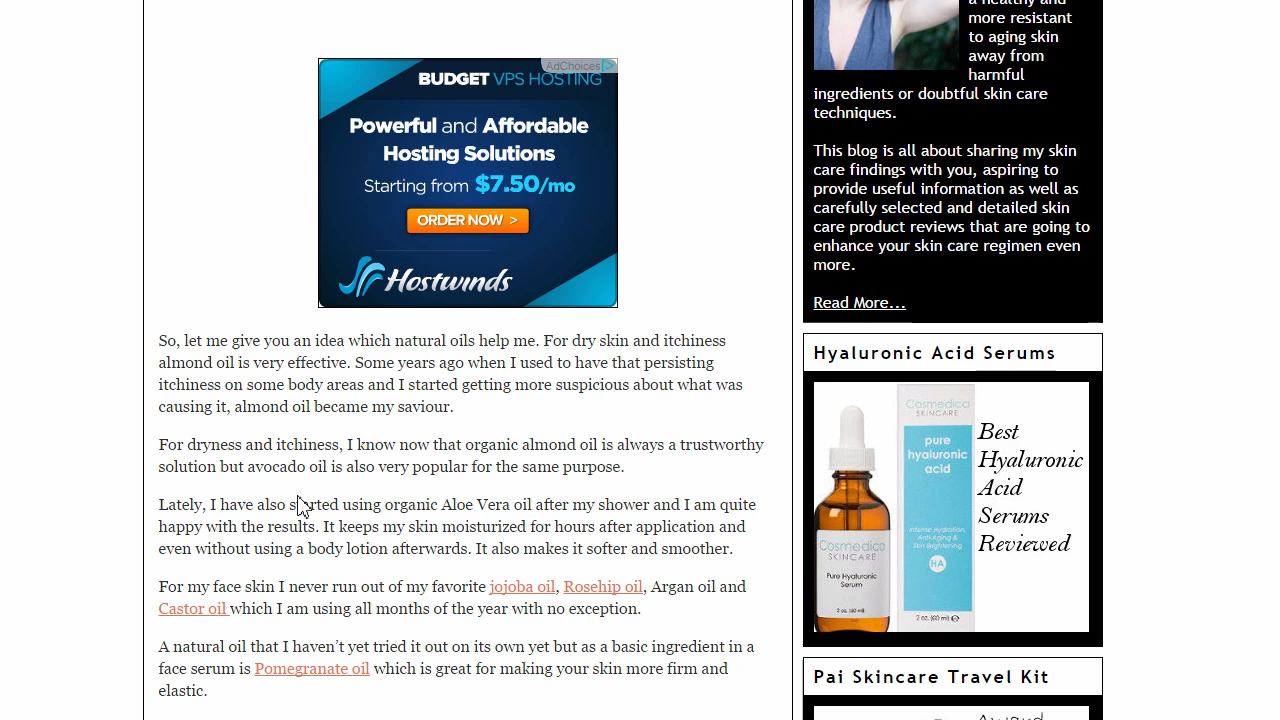 AdChoices
BUDGET VPS HOSTING
Powerful and Affordable
Hosting Solutions
Starting from $7.50/mo
ORDER NOW >
Hostwinds
So, let me give you an idea which natural oils help me. For dry skin and itchiness
almond oil is very effective. Some years ago when I used to have that persisting
itchiness on some body areas and I started getting more suspicious about what was
causing it, almond oil became my saviour.
For dryness and itchiness, I know now that organic almond oil is always a trustworthy
solution but avocado oil is also very popular for the same purpose.
Lately, I have also started using organic Aloe Vera oil after my shower and I am quite
happy with the results. It keeps my skin moisturized for hours after application and
even without using a body lotion afterwards. It also makes it softer and smoother.
For my face skin I never run out of my favorite jojoba oil, Rosehip oil, Argan oil and
Castor oil which I am using all months of the year with no exception.
A natural oil that I haven’t yet tried it out on its own yet but as a basic ingredient in a
face serum is Pomegranate oil which is great for making your skin more firm and
elastic.
a healthy and
more resistant
to aging skin
away from
harmful
ingredients or doubtful skin care
techniques.
This blog is all about sharing my skin
care findings with you, aspiring to
provide useful information as well as
carefully selected and detailed skin
care product reviews that are going to
enhance your skin care regimen even
more.
Read More...
Hyaluronic Acid Serums
Cosmedica
SKINCARE
pure
hyaluronic
acid
Intense Hydration
Anti-Aging &
Skin Brightening
HA
2 oz. (60 ml)
Cosmedica
SKINCARE
Pure Hyaluronic
Serum
2 oz. (60 ml)
Best
Hyaluronic
Acid
Serums
Reviewed
Pai Skincare Travel Kit
Award